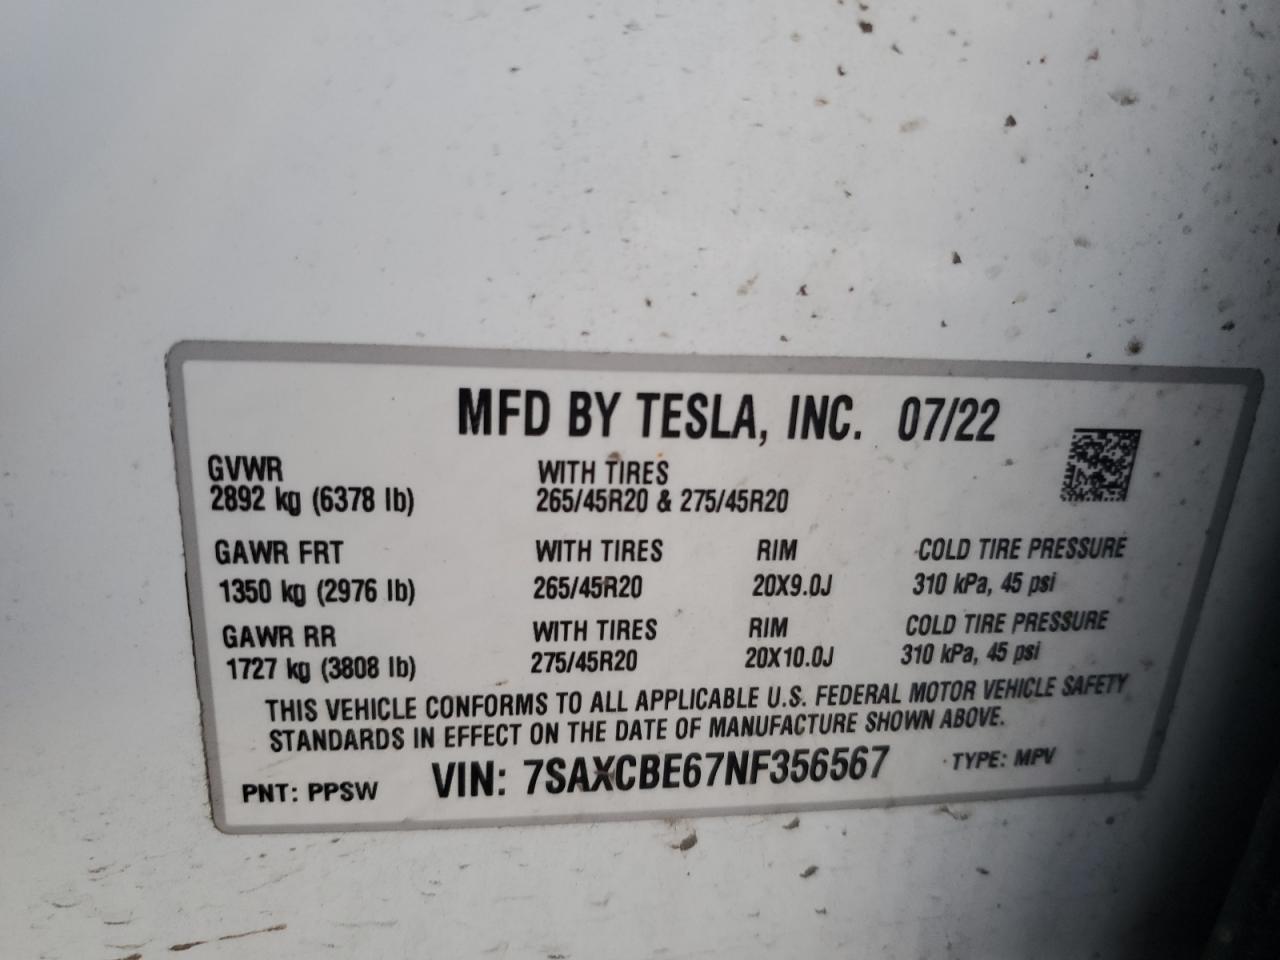 MFD BY TESLA, INC. 07/22
GVWR WITH TIRES
2892 kg (6378 lb) 265/45R20 & 275/45R20
GAWR FRT WITH TIRES RIM COLD TIRE PRESSURE
1350 kg (2976 lb) 265/45R20 20X9.0J 310 kPa, 45 psi
GAWR RR WITH TIRES RIM COLD TIRE PRESSURE
1727 kg (3808 lb) 275/45R20 20X10.0J 310 kPa, 45 psi
THIS VEHICLE CONFORMS TO ALL APPLICABLE U.S. FEDERAL MOTOR VEHICLE SAFETY
STANDARDS IN EFFECT ON THE DATE OF MANUFACTURE SHOWN ABOVE.
PNT: PPSW VIN: 7SAXCBE67NF356567 TYPE: MPV